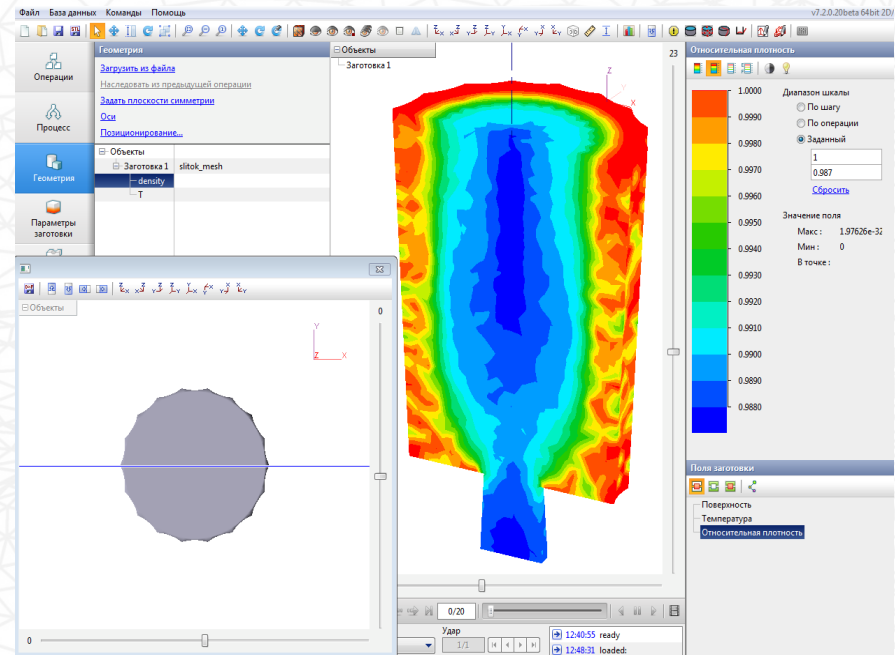 Файл База данных Команды Помощь
v7.2.0.20beta 64bit 2D/
Операции
Процесс
Геометрия
Параметры
заготовки
Геометрия
Загрузить из файла
Наследовать из предыдущей операции
Задать плоскости симметрии
Оси
Позиционирование...
Объекты
Заготовка 1 slitok_mesh
density
T
Объекты
Заготовка 1
Z
X
23
Объекты
0
Y
Z X
0
0/20
Удар
1/1
12:40:55 ready
12:48:31 loaded:
Относительная плотность
1.0000
0.9990
0.9980
0.9970
0.9960
0.9950
0.9940
0.9930
0.9920
0.9910
0.9900
0.9890
0.9880
Диапазон шкалы
По шагу
По операции
Заданный
1
0.987
Сбросить
Значение поля
Макс : 1.97626e-32
Мин : 0
В точке :
Поля заготовки
Поверхность
Температура
Относительная плотность